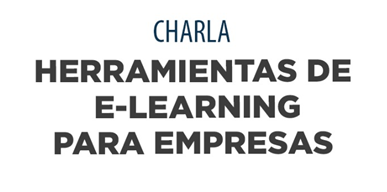 CHARLA
HERRAMIENTAS DE
E-LEARNING
PARA EMPRESAS